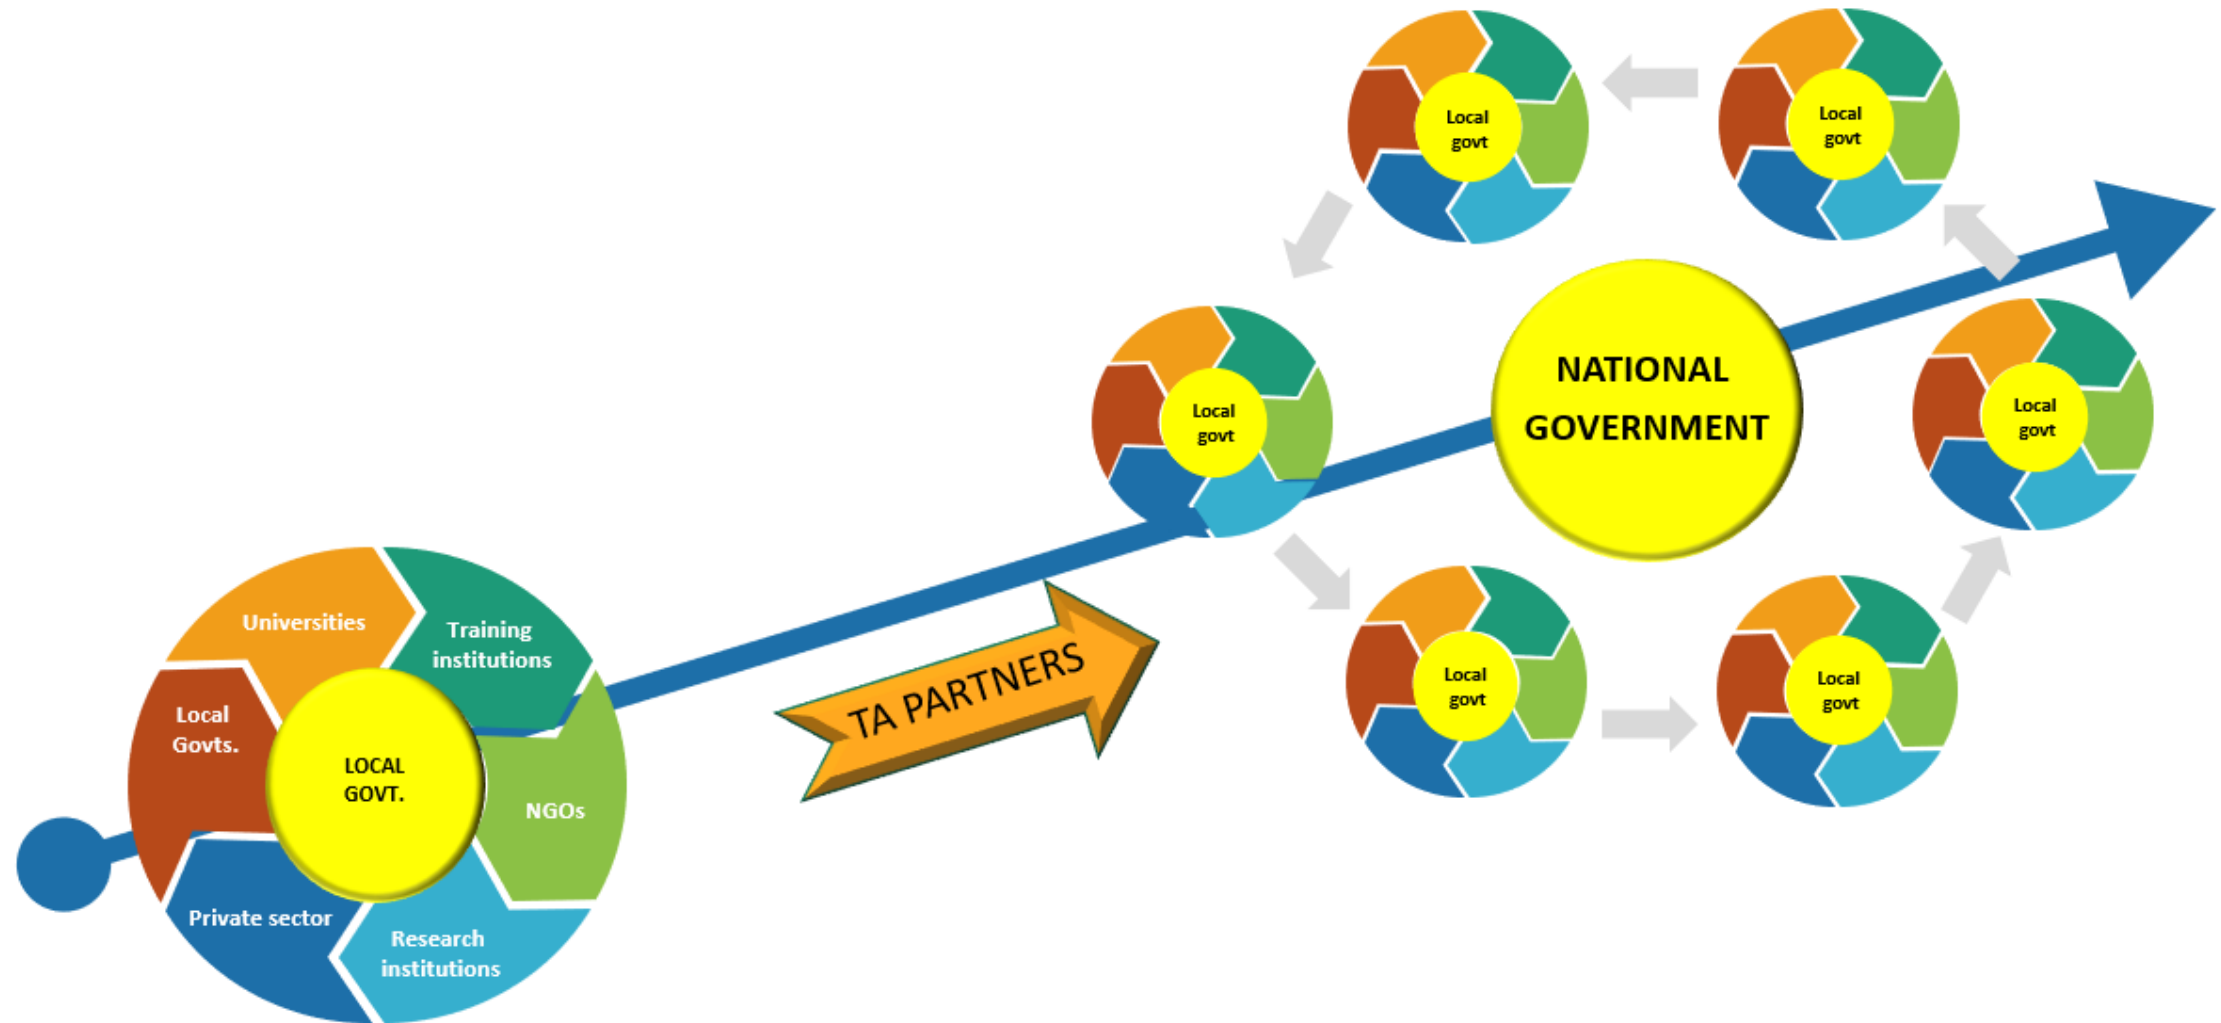 Local
govt
Local
govt
NATIONAL
GOVERNMENT
Local
govt
Local
govt
Universities
Training
institutions
TA PARTNERS
Local
govt
Local
govt
Local
Govts.
LOCAL
GOVT.
NGOs
Private sector
Research
institutions